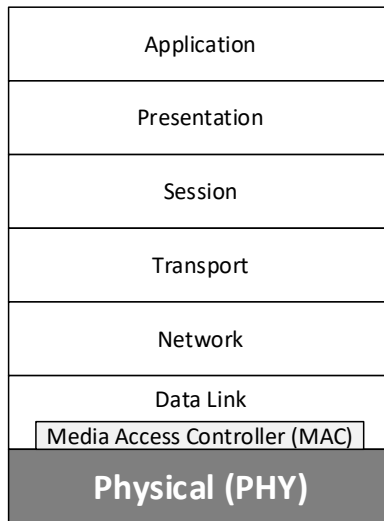 Application
Presentation
Session
Transport
Network
Data Link
Media Access Controller (MAC)
Physical (PHY)